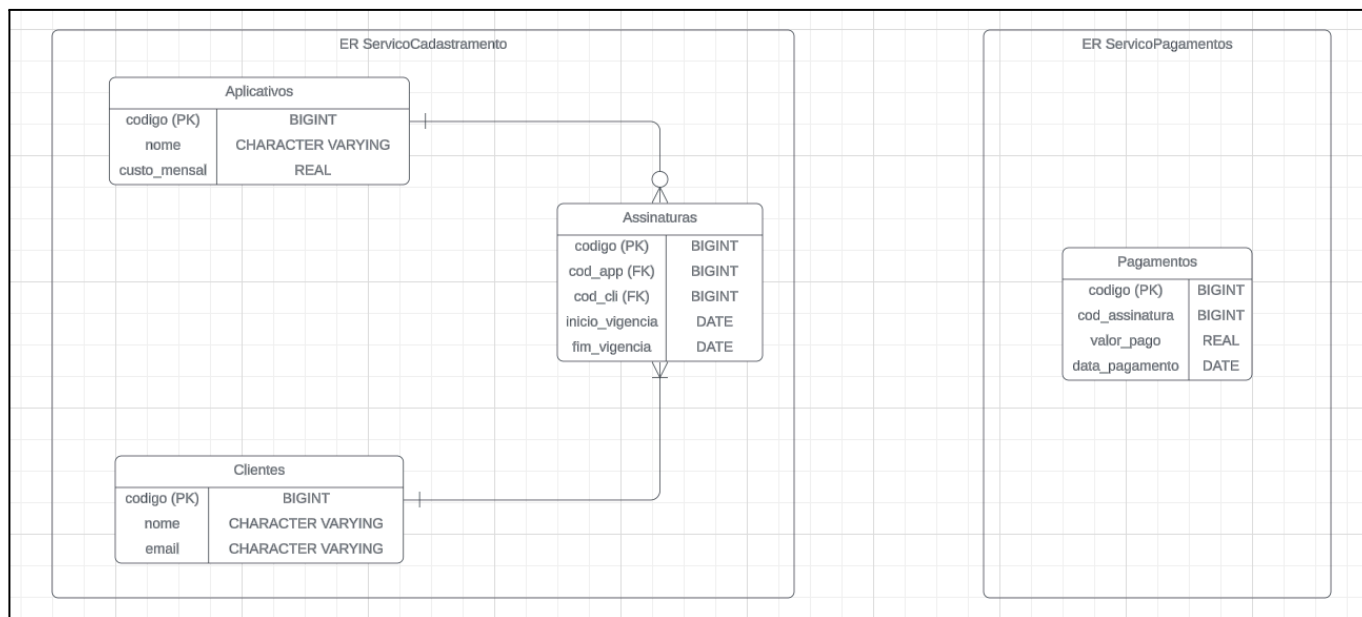 ER ServicoCadastramento
Aplicativos
codigo (PK) BIGINT
nome CHARACTER VARYING
custo_mensal REAL
Assinaturas
codigo (PK) BIGINT
cod_app (FK) BIGINT
cod_cli (FK) BIGINT
inicio_vigencia DATE
fim_vigencia DATE
Clientes
codigo (PK) BIGINT
nome CHARACTER VARYING
email CHARACTER VARYING
ER ServicoPagamentos
Pagamentos
codigo (PK) BIGINT
cod_assinatura BIGINT
valor_pago REAL
data_pagamento DATE